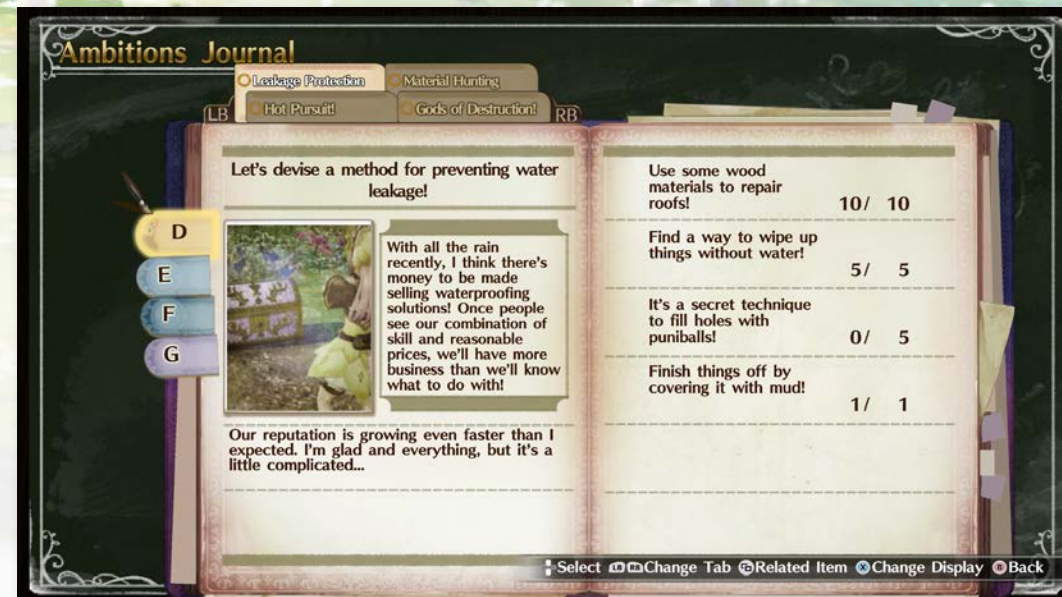 Ambitions Journal
Leakage Protection
Material Hunting
LB
Hot Pursuit!
Gods of Destruction!
RB
D
E
F
G
Let's devise a method for preventing water
leakage!
With all the rain
recently, I think there's
money to be made
selling waterproofing
solutions! Once people
see our combination of
skill and reasonable
prices, we'll have more
business than we'll know
what to do with!
Our reputation is growing even faster than I
expected. I'm glad and everything, but it's a
little complicated...
Use some wood
materials to repair
roofs! 10/ 10
Find a way to wipe up
things without water!
5/ 5
It's a secret technique
to fill holes with
puniballs! 0/ 5
Finish things off by
covering it with mud!
1/ 1
Select Change Tab Related Item X Change Display B Back